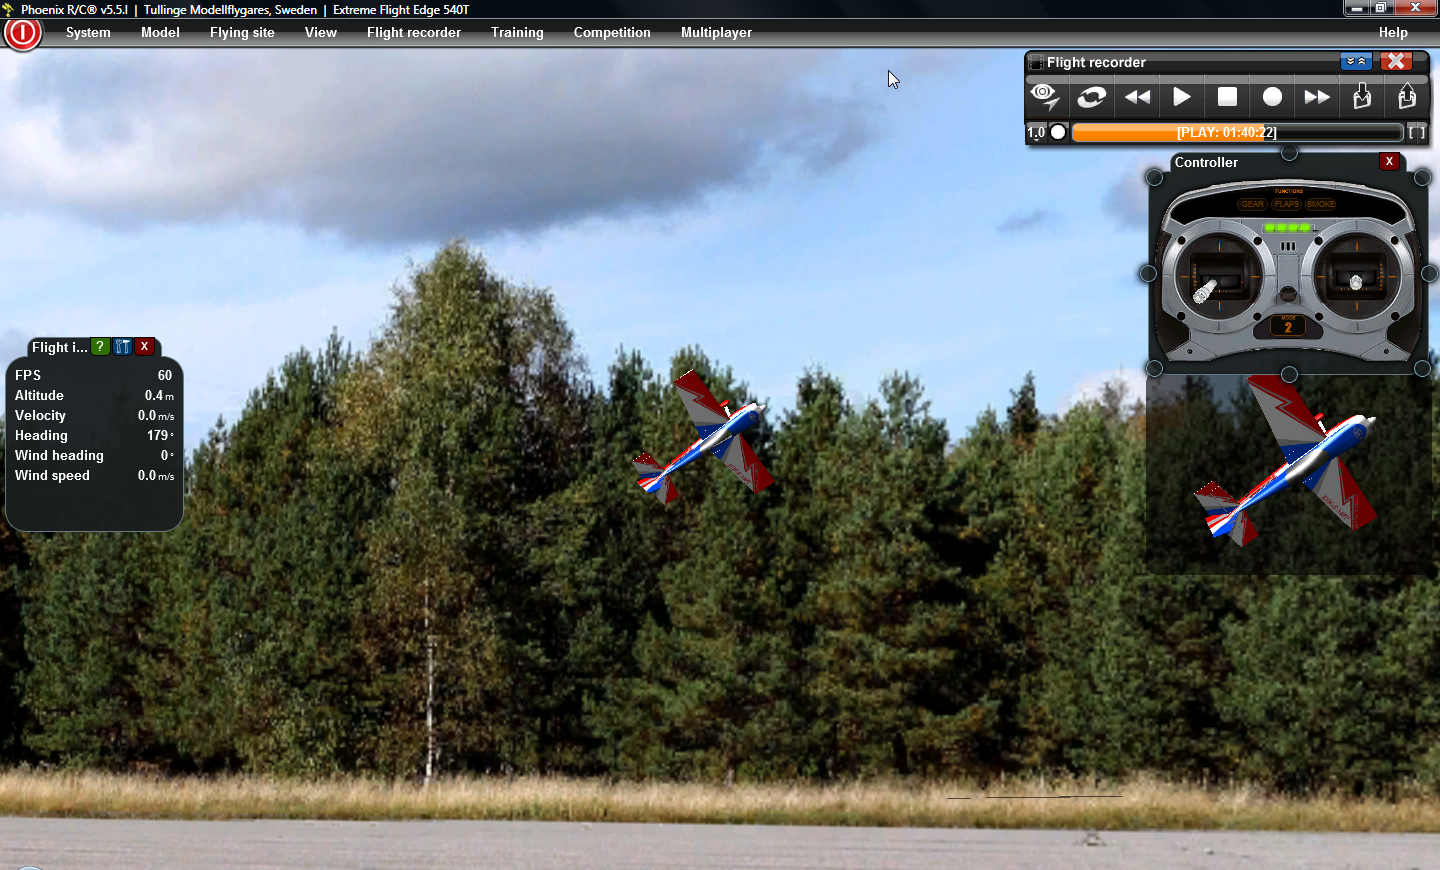 Phoenix R/C® v5.5.l | Tullinge Modellflygares, Sweden | Extreme Flight Edge 540T
System Model Flying site View Flight recorder Training Competition Multiplayer Help
Flight recorder
1.0 [PLAY: 01:40:22] [ ]
Controller X
FUNCTIONS
GEAR FLAPS SMOKE
MODE
2
Flight i... ? X
FPS 60
Altitude 0.4 m
Velocity 0.0 m/s
Heading 179 °
Wind heading 0 °
Wind speed 0.0 m/s